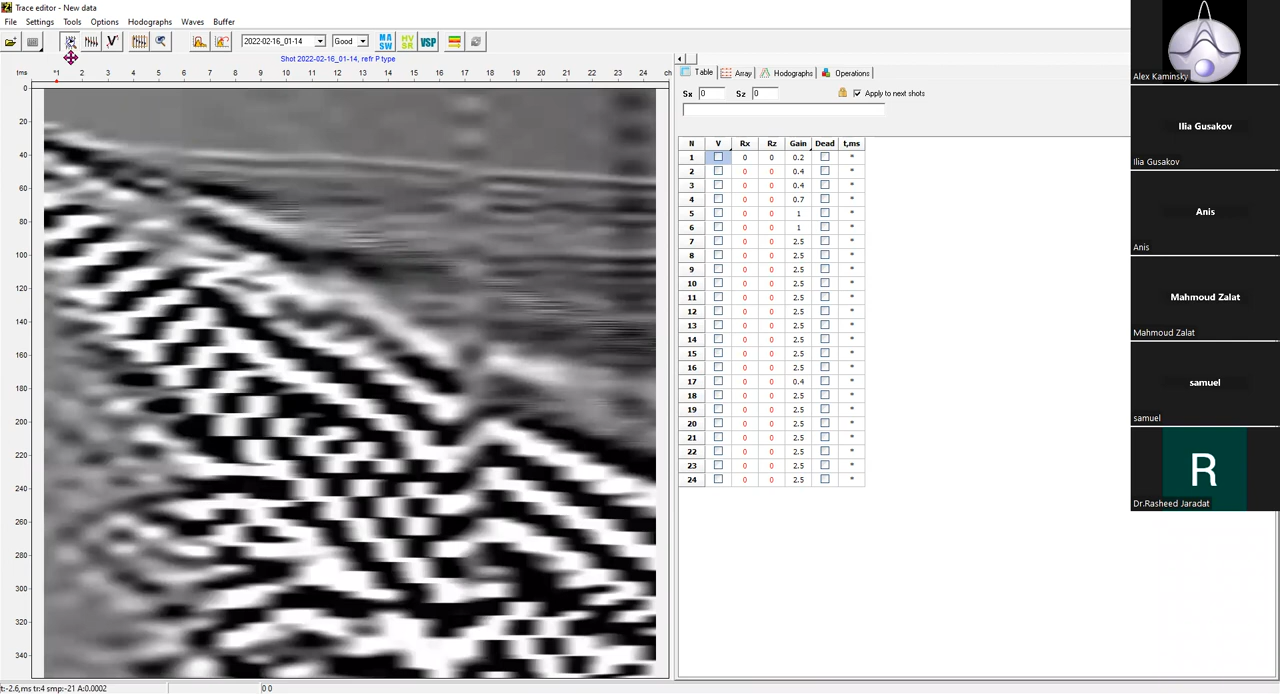 Trace editor - New data
File Settings Tools Options Hodographs Waves Buffer
V
2022-02-16_01-14 Good MA SW HV SR VSP
Shot 2022-02-16_01-14, refr P type
t,ms *1 2 3 4 5 6 7 8 9 10 11 12 13 14 15 16 17 18 19 20 21 22 23 24 ch
0
20
40
60
80
100
120
140
160
180
200
220
240
260
280
300
320
340
Table Array Hodographs Operations
Sx 0 Sz 0 Apply to next shots
N V Rx Rz Gain Dead t,ms
1 0 0 0.2 *
2 0 0 0.4 *
3 0 0 0.4 *
4 0 0 0.7 *
5 0 0 1 *
6 0 0 1 *
7 0 0 2.5 *
8 0 0 2.5 *
9 0 0 2.5 *
10 0 0 2.5 *
11 0 0 2.5 *
12 0 0 2.5 *
13 0 0 2.5 *
14 0 0 2.5 *
15 0 0 2.5 *
16 0 0 2.5 *
17 0 0 0.4 *
18 0 0 2.5 *
19 0 0 2.5 *
20 0 0 2.5 *
21 0 0 2.5 *
22 0 0 2.5 *
23 0 0 2.5 *
24 0 0 2.5 *
t:-2.6,ms tr:4 smp:-21 A:0.0002 0 0
Alex Kaminsky
Ilia Gusakov
Ilia Gusakov
Anis
Anis
Mahmoud Zalat
Mahmoud Zalat
samuel
samuel
R
Dr.Rasheed Jaradat